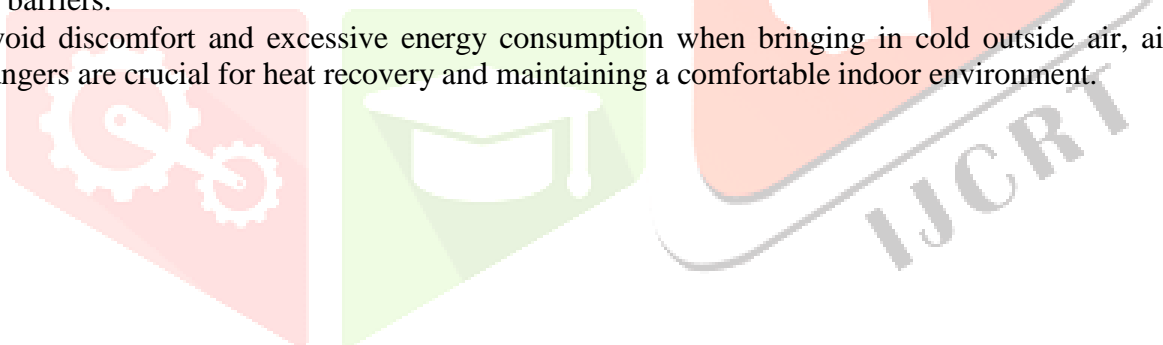 barriers.
void discomfort and excessive energy consumption when bringing in cold outside air, ai
angers are crucial for heat recovery and maintaining a comfortable indoor environment.
IJCRT